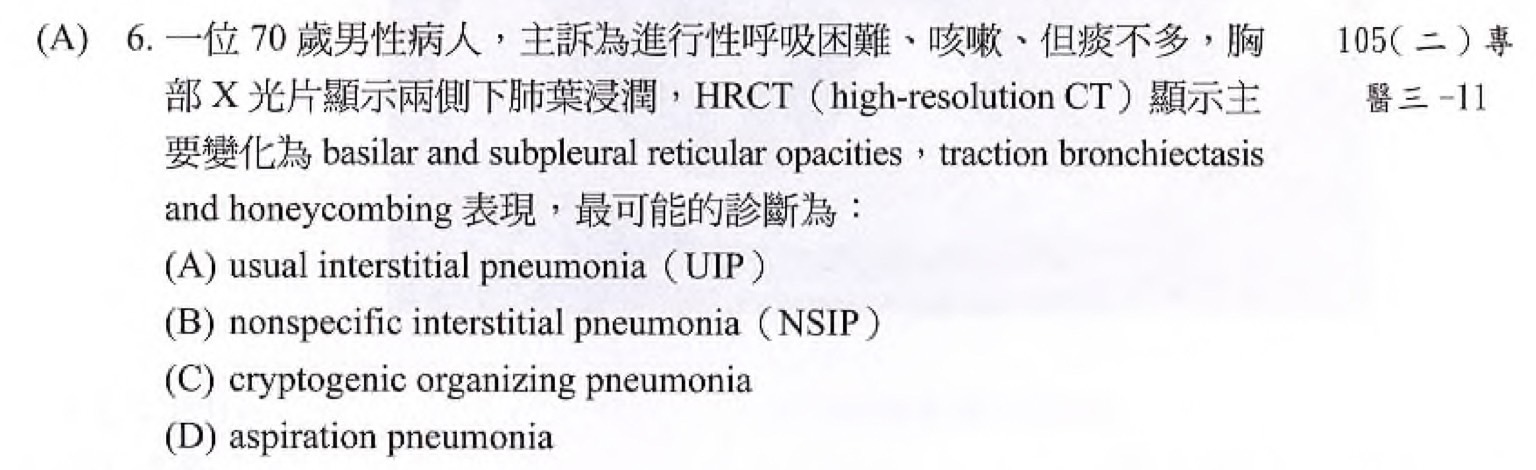 (A) 6. 一位 70 歲男性病人，主訴為進行性呼吸困難、咳嗽、但痰不多，胸 105(二)專
部 X 光片顯示兩側下肺葉浸潤，HRCT（high-resolution CT）顯示主 醫三-11
要變化為 basilar and subpleural reticular opacities，traction bronchiectasis
and honeycombing 表現，最可能的診斷為：
(A) usual interstitial pneumonia（UIP）
(B) nonspecific interstitial pneumonia（NSIP）
(C) cryptogenic organizing pneumonia
(D) aspiration pneumonia